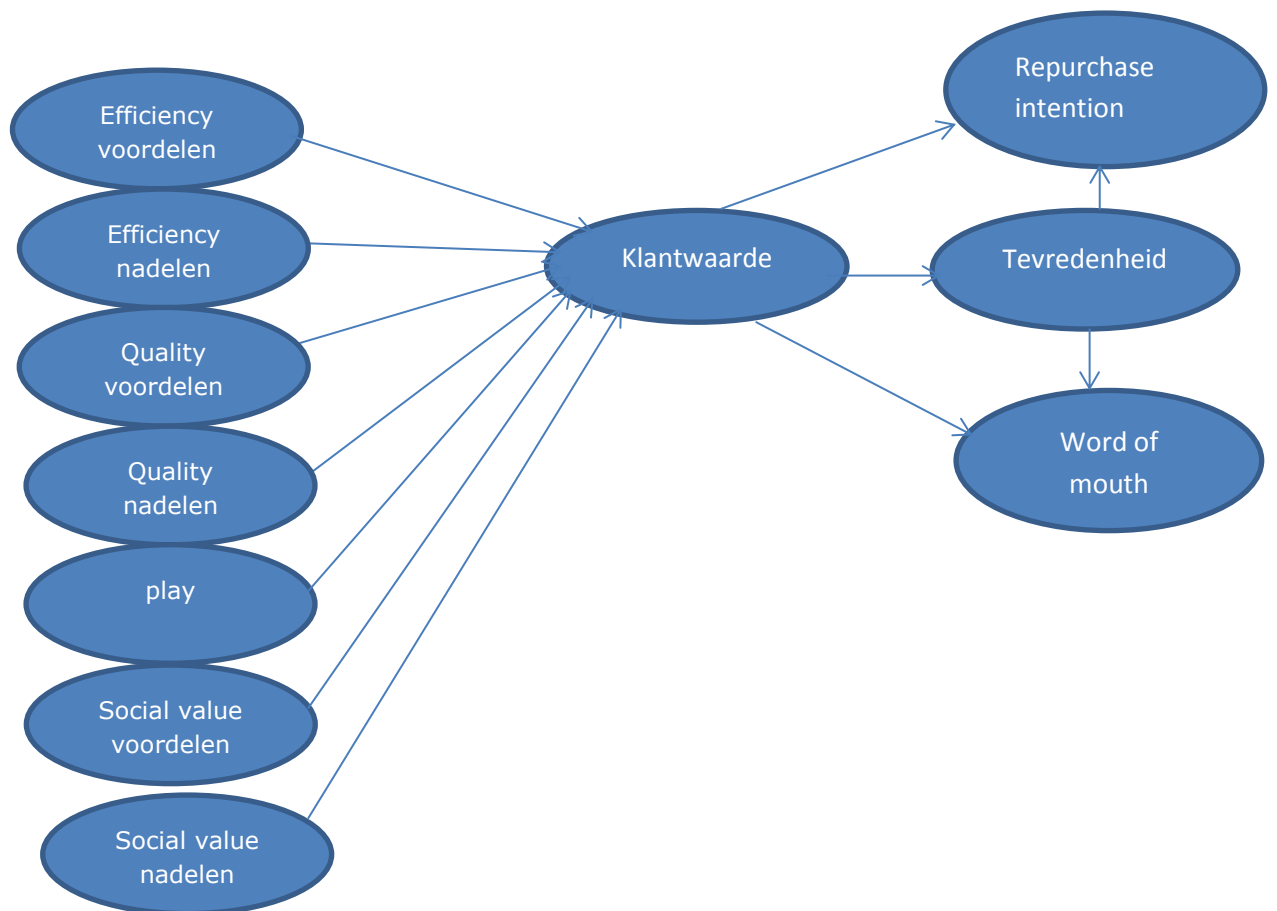 Efficiency
voordelen
Efficiency
nadelen
Quality
voordelen
Quality
nadelen
play
Social value
voordelen
Social value
nadelen
Klantwaarde
Repurchase
intention
Tevredenheid
Word of
mouth